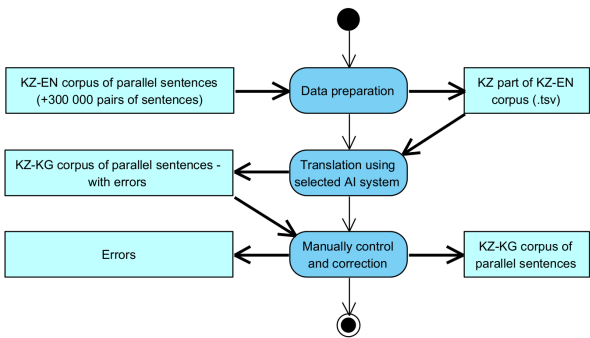 KZ-EN corpus of parallel sentences
(+300 000 pairs of sentences)
Data preparation
KZ part of KZ-EN
corpus (.tsv)
KZ-KG corpus of parallel sentences -
with errors
Translation using
selected AI system
Errors
Manually control
and correction
KZ-KG corpus of
parallel sentences